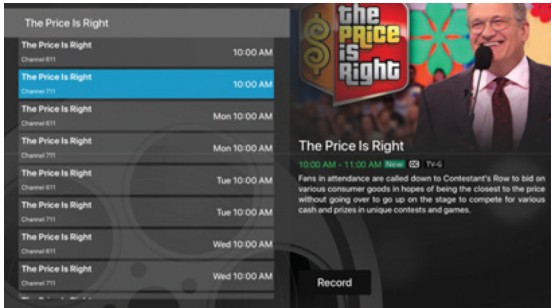 The Price Is Right
The Price Is Right
10:00 AM
Channel 611
The Price Is Right
10:00 AM
Channel 711
The Price Is Right
Mon 10:00 AM
Channel 611
The Price Is Right
Mon 10:00 AM
Channel 711
The Price Is Right
Tue 10:00 AM
Channel 611
The Price Is Right
Tue 10:00 AM
Channel 711
The Price Is Right
Wed 10:00 AM
Channel 611
The Price Is Right
Wed 10:00 AM
Channel 711
the
PRiCE
iS
Right
The Price Is Right
10:00 AM - 11:00 AM New CC TV-G
Fans in attendance are called down to Contestant's Row to bid on
various consumer goods in hopes of being the closest to the price
without going over to go up on the stage to compete for various
cash and prizes in unique contests and games.
Record